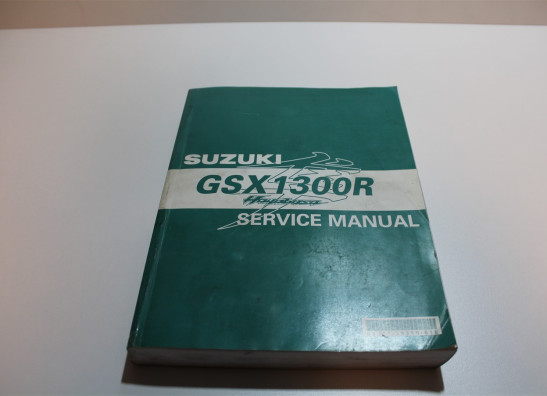 SUZUKI
GSX1300R
Hayabusa
SERVICE MANUAL